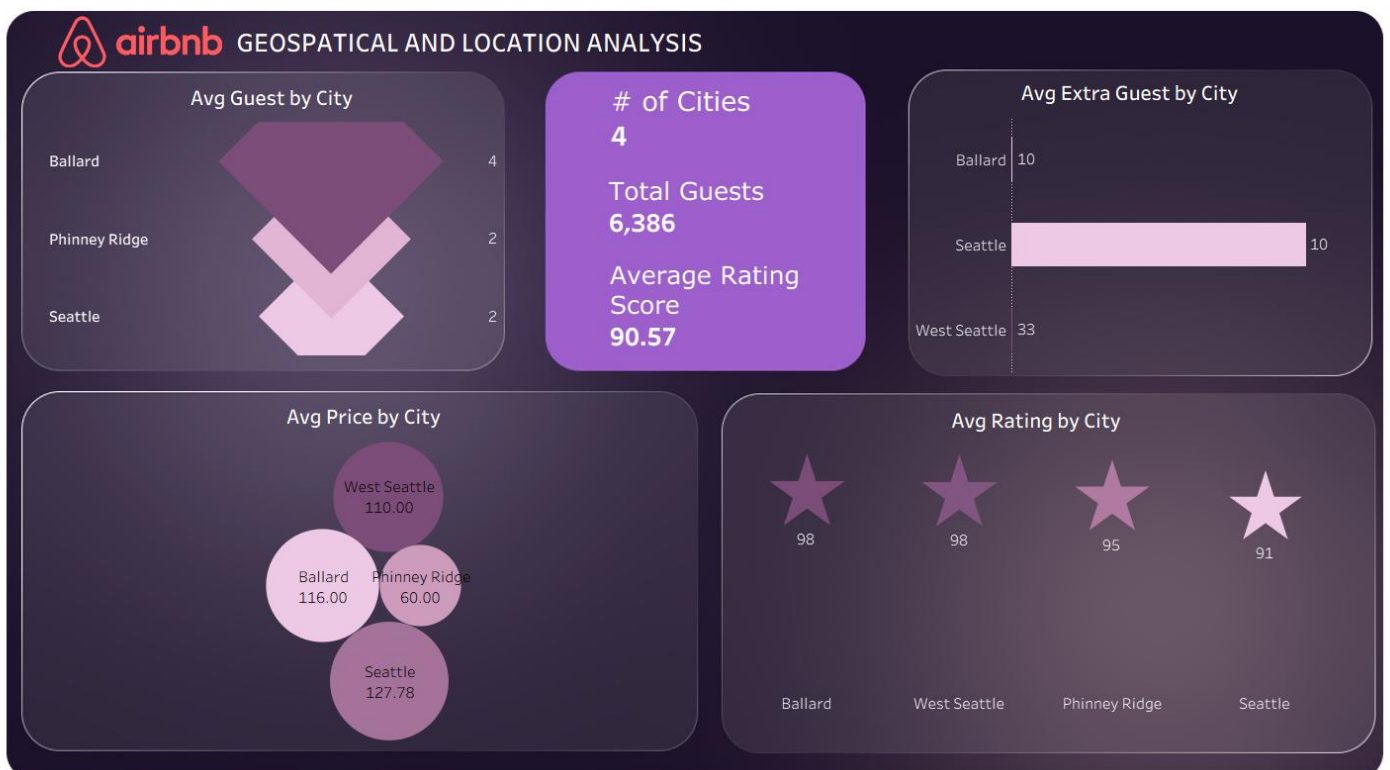 airbnb GEOSPATICAL AND LOCATION ANALYSIS
Avg Guest by City
Ballard 4
Phinney Ridge 2
Seattle 2
# of Cities
4
Total Guests
6,386
Average Rating
Score
90.57
Avg Extra Guest by City
Ballard 10
Seattle 10
West Seattle 33
Avg Price by City
West Seattle
110.00
Ballard
116.00
Phinney Ridge
60.00
Seattle
127.78
Avg Rating by City
98 98 95 91
Ballard West Seattle Phinney Ridge Seattle